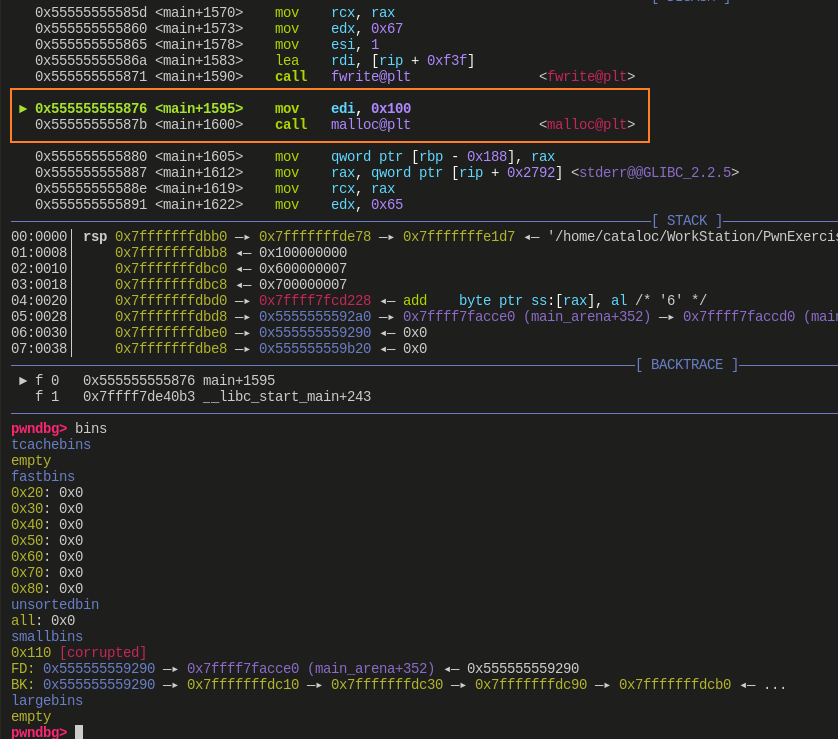 0x55555555585d <main+1570>    mov    rcx, rax
0x555555555860 <main+1573>    mov    edx, 0x67
0x555555555865 <main+1578>    mov    esi, 1
0x55555555586a <main+1583>    lea    rdi, [rip + 0xf3f]
0x555555555871 <main+1590>    call   fwrite@plt                <fwrite@plt>
► 0x555555555876 <main+1595>    mov    edi, 0x100
0x55555555587b <main+1600>    call   malloc@plt                <malloc@plt>
0x555555555880 <main+1605>    mov    qword ptr [rbp - 0x188], rax
0x555555555887 <main+1612>    mov    rax, qword ptr [rip + 0x2792] <stderr@@GLIBC_2.2.5>
0x55555555588e <main+1619>    mov    rcx, rax
0x555555555891 <main+1622>    mov    edx, 0x65
[ STACK ]
00:0000│ rsp 0x7fffffffdbb0 —▸ 0x7fffffffde78 —▸ 0x7fffffffe1d7 ◂— '/home/cataloc/WorkStation/PwnExercis
01:0008│     0x7fffffffdbb8 ◂— 0x100000000
02:0010│     0x7fffffffdbc0 ◂— 0x600000007
03:0018│     0x7fffffffdbc8 ◂— 0x700000007
04:0020│     0x7fffffffdbd0 —▸ 0x7ffff7fcd228 ◂— add    byte ptr ss:[rax], al /* '6' */
05:0028│     0x7fffffffdbd8 —▸ 0x5555555592a0 —▸ 0x7ffff7facce0 (main_arena+352) —▸ 0x7ffff7faccd0 (mai
06:0030│     0x7fffffffdbe0 —▸ 0x555555559290 ◂— 0x0
07:0038│     0x7fffffffdbe8 —▸ 0x555555559b20 ◂— 0x0
[ BACKTRACE ]
► f 0   0x555555555876 main+1595
f 1   0x7ffff7de40b3 __libc_start_main+243
pwndbg> bins
tcachebins
empty
fastbins
0x20: 0x0
0x30: 0x0
0x40: 0x0
0x50: 0x0
0x60: 0x0
0x70: 0x0
0x80: 0x0
unsortedbin
all: 0x0
smallbins
0x110 [corrupted]
FD: 0x555555559290 —▸ 0x7ffff7facce0 (main_arena+352) ◂— 0x555555559290
BK: 0x555555559290 —▸ 0x7fffffffdc10 —▸ 0x7fffffffdc30 —▸ 0x7fffffffdc90 —▸ 0x7fffffffdcb0 ◂— ...
largebins
empty
pwndbg>